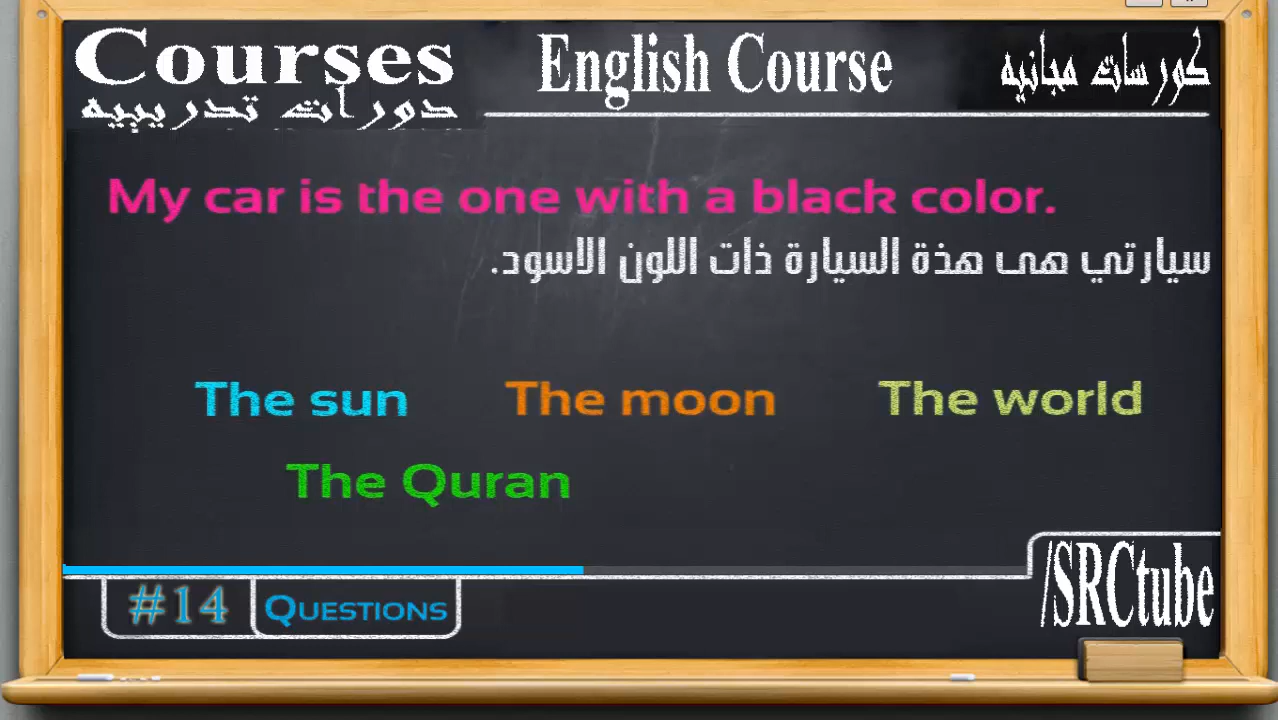 Courses English Course كورسات مجانيه
دورات تدريبيه
My car is the one with a black color.
سيارتي هى هذة السيارة ذات اللون الاسود.
The sun The moon The world
The Quran
#14 Questions /SRCtube